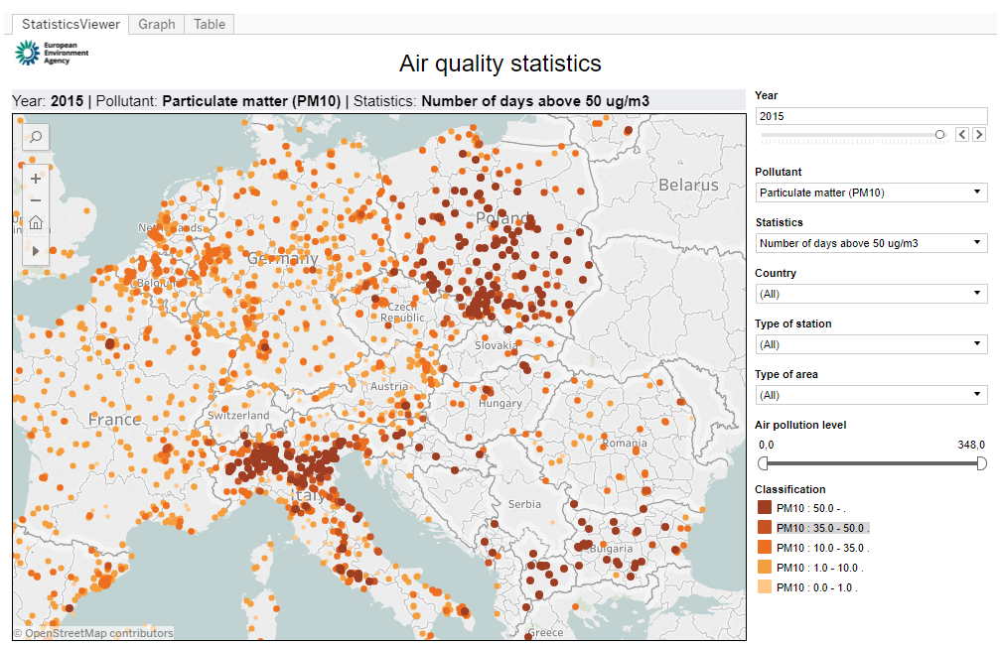 StatisticsViewer
Graph
Table
European
Environment
Agency
Air quality statistics
Year: 2015 | Pollutant: Particulate matter (PM10) | Statistics: Number of days above 50 ug/m3
Belarus
Poland
Germany
Belgium
Czech
Republic
Slovakia
Austria
Hungary
Switzerland
France
Romania
Italy
Serbia
Bulgaria
Greece
© OpenStreetMap contributors
Year
2015
Pollutant
Particulate matter (PM10)
Statistics
Number of days above 50 ug/m3
Country
(All)
Type of station
(All)
Type of area
(All)
Air pollution level
0,0 348,0
Classification
PM10 : 50.0 - .
PM10 : 35.0 - 50.0 .
PM10 : 10.0 - 35.0 .
PM10 : 1.0 - 10.0 .
PM10 : 0.0 - 1.0 .